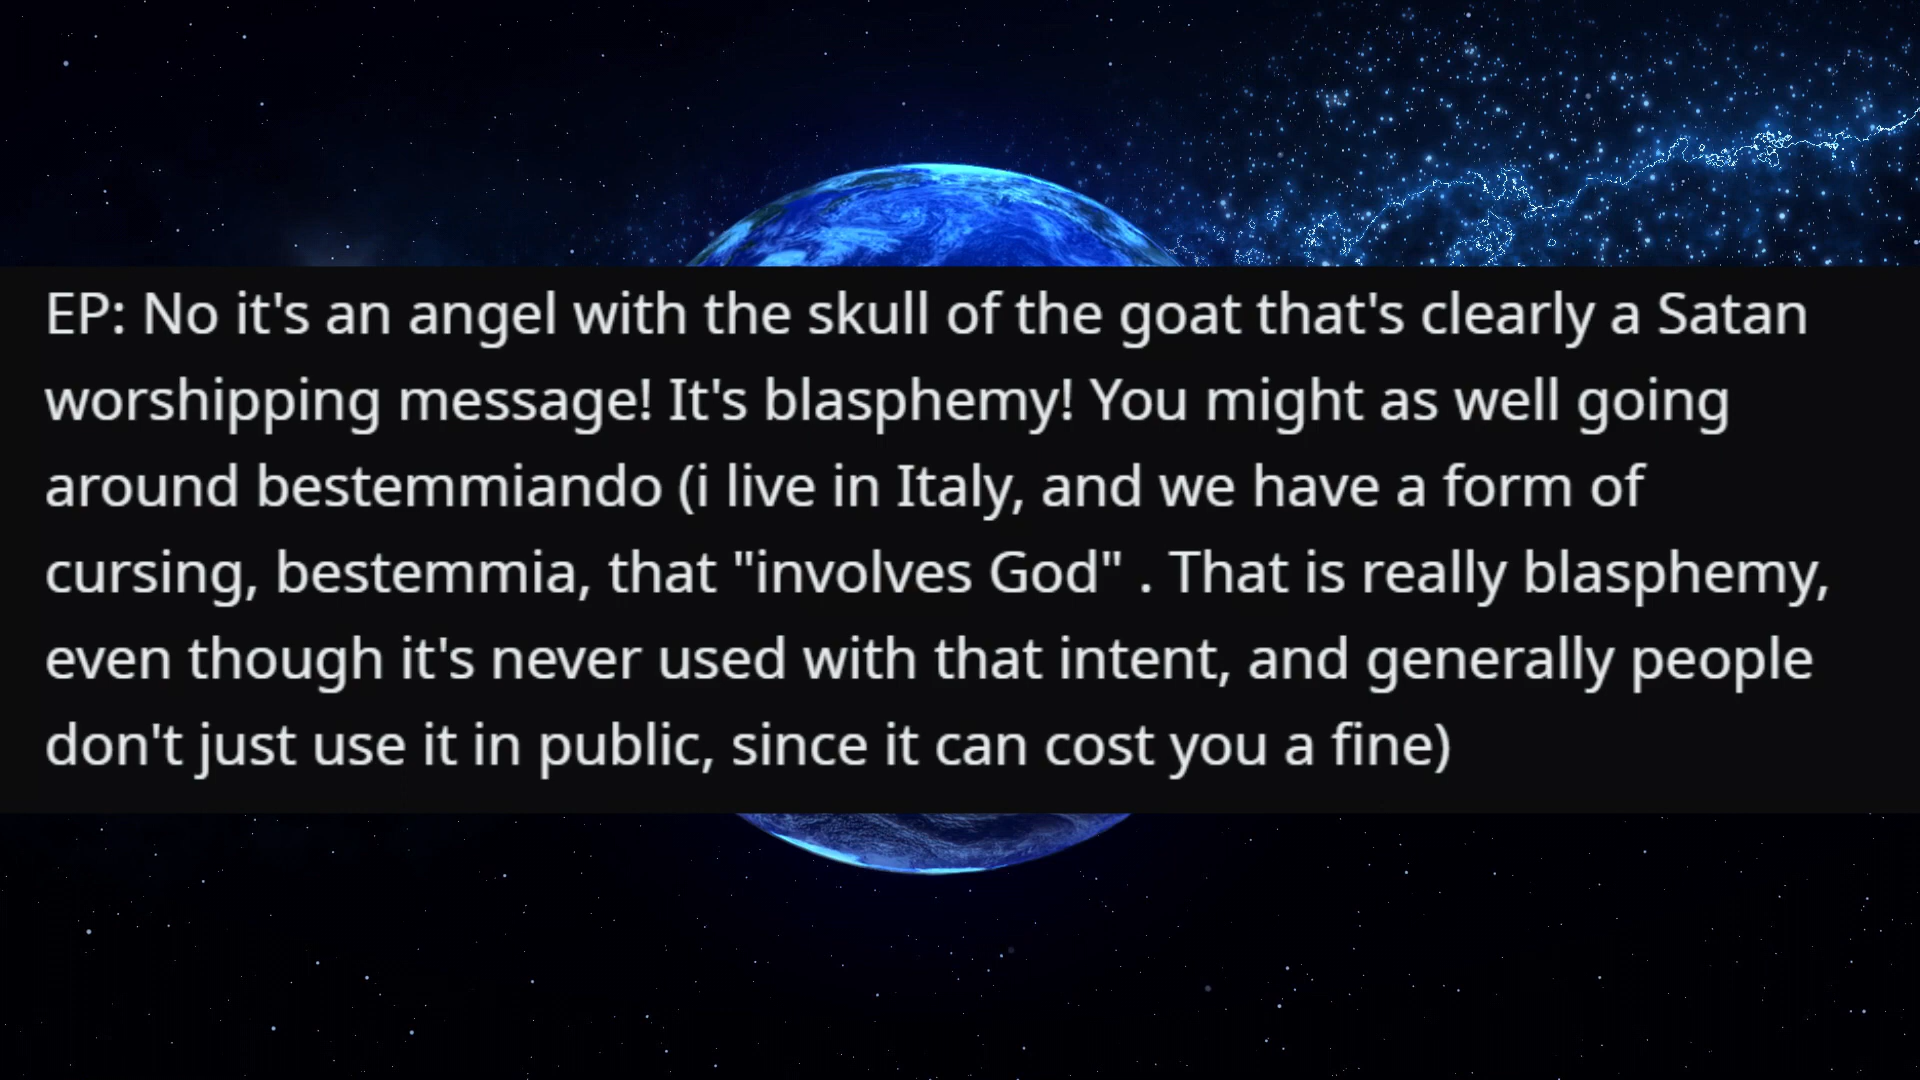 EP: No it's an angel with the skull of the goat that's clearly a Satan
worshipping message! It's blasphemy! You might as well going
around bestemmiando (i live in Italy, and we have a form of
cursing, bestemmia, that "involves God" . That is really blasphemy,
even though it's never used with that intent, and generally people
don't just use it in public, since it can cost you a fine)